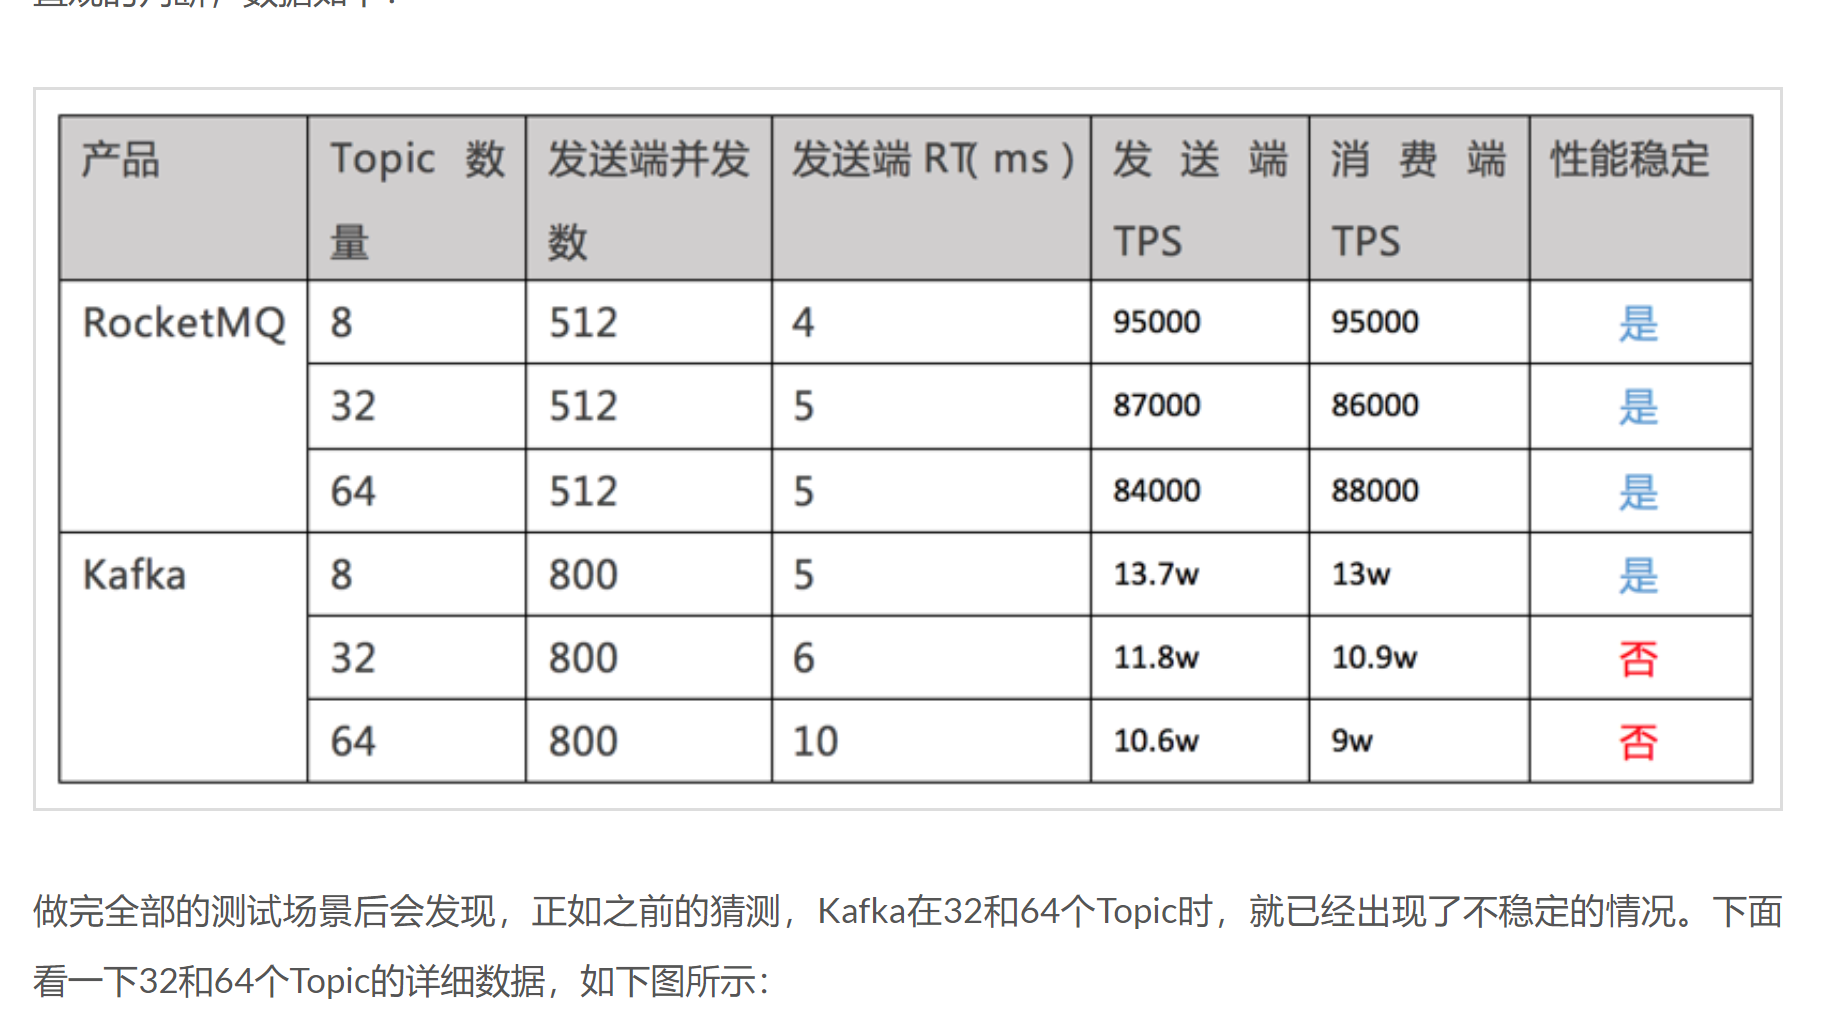 产品 Topic 数量 发送端并发数 发送端 RT( ms ) 发送端 TPS 消费端 TPS 性能稳定
RocketMQ 8 512 4 95000 95000 是
32 512 5 87000 86000 是
64 512 5 84000 88000 是
Kafka 8 800 5 13.7w 13w 是
32 800 6 11.8w 10.9w 否
64 800 10 10.6w 9w 否
做完全部的测试场景后会发现，正如之前的猜测，Kafka在32和64个Topic时，就已经出现了不稳定的情况。下面
看一下32和64个Topic的详细数据，如下图所示：